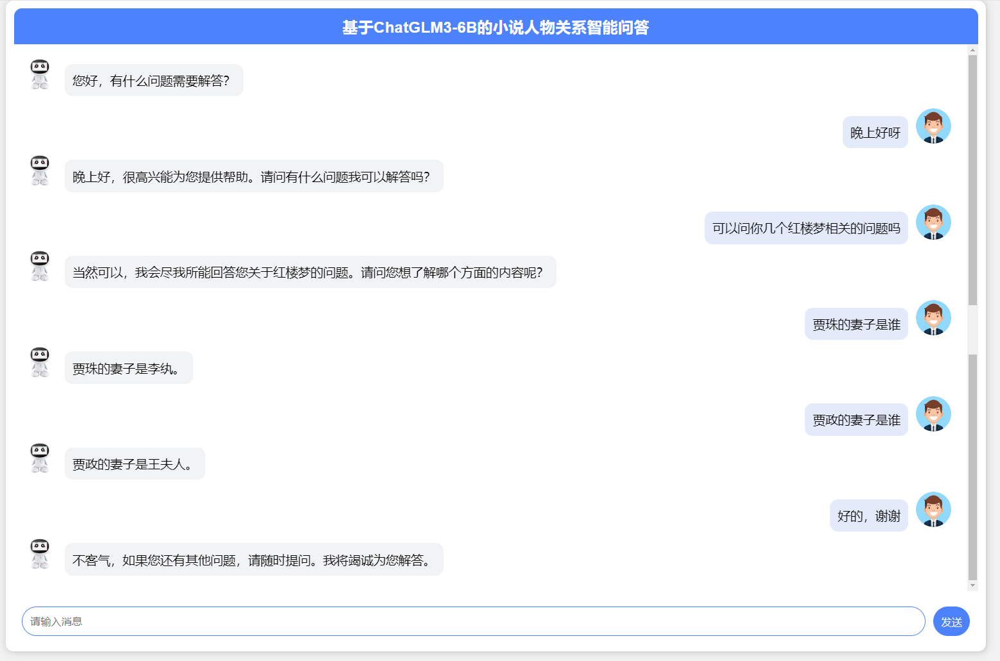 基于ChatGLM3-6B的小说人物关系智能问答
您好，有什么问题需要解答？
晚上好呀
晚上好，很高兴能为您提供帮助。请问有什么问题我可以解答吗？
可以问你几个红楼梦相关的问题吗
当然可以，我会尽我所能回答您关于红楼梦的问题。请问您想了解哪个方面的内容呢？
贾珠的妻子是谁
贾珠的妻子是李纨。
贾政的妻子是谁
贾政的妻子是王夫人。
好的，谢谢
不客气，如果您还有其他问题，请随时提问。我将竭诚为您解答。
请输入消息
发送